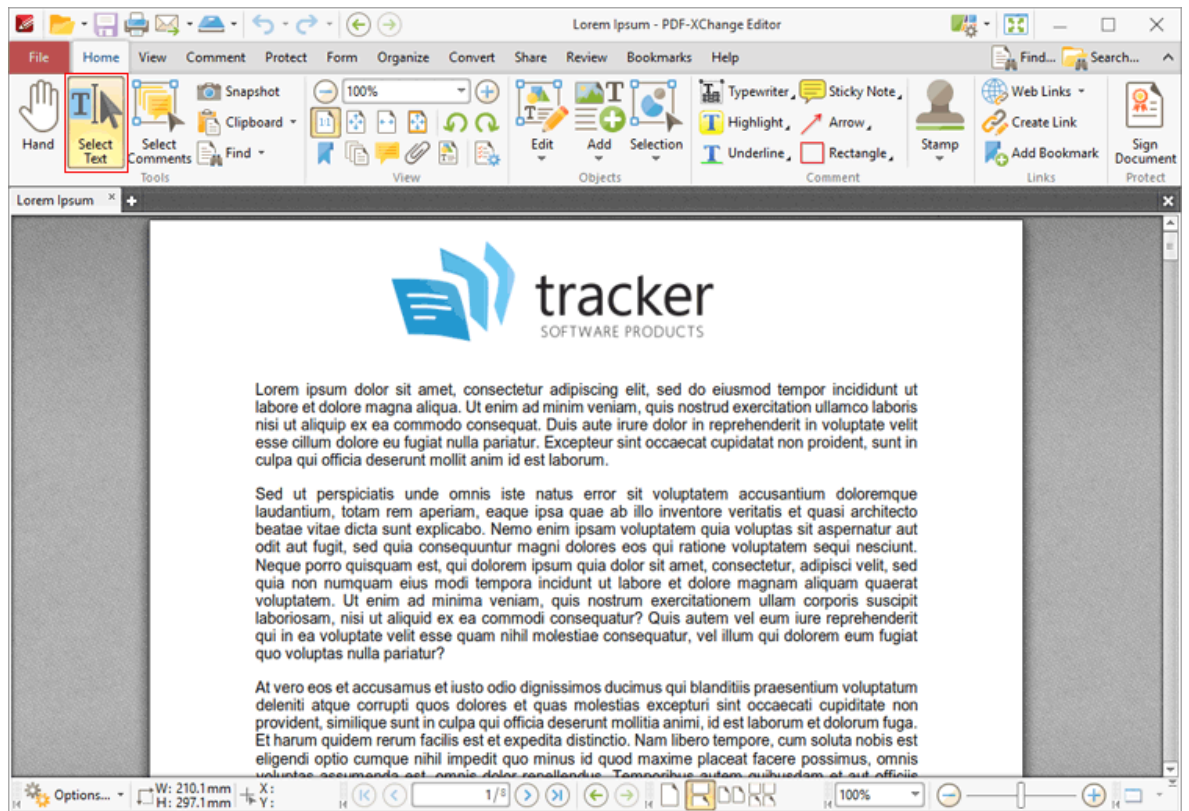 Lorem Ipsum - PDF-XChange Editor
File Home View Comment Protect Form Organize Convert Share Review Bookmarks Help Find... Search...
Hand
Select Text
Select Comments
Snapshot
Clipboard
Find
Tools
100%
1:1
View
Edit
Add
Selection
Objects
Typewriter
Sticky Note
Highlight
Arrow
Underline
Rectangle
Stamp
Comment
Web Links
Create Link
Add Bookmark
Links
Sign Document
Protect
Lorem Ipsum
tracker
SOFTWARE PRODUCTS
Lorem ipsum dolor sit amet, consectetur adipiscing elit, sed do eiusmod tempor incididunt ut
labore et dolore magna aliqua. Ut enim ad minim veniam, quis nostrud exercitation ullamco laboris
nisi ut aliquip ex ea commodo consequat. Duis aute irure dolor in reprehenderit in voluptate velit
esse cillum dolore eu fugiat nulla pariatur. Excepteur sint occaecat cupidatat non proident, sunt in
culpa qui officia deserunt mollit anim id est laborum.
Sed ut perspiciatis unde omnis iste natus error sit voluptatem accusantium doloremque
laudantium, totam rem aperiam, eaque ipsa quae ab illo inventore veritatis et quasi architecto
beatae vitae dicta sunt explicabo. Nemo enim ipsam voluptatem quia voluptas sit aspernatur aut
odit aut fugit, sed quia consequuntur magni dolores eos qui ratione voluptatem sequi nesciunt.
Neque porro quisquam est, qui dolorem ipsum quia dolor sit amet, consectetur, adipisci velit, sed
quia non numquam eius modi tempora incidunt ut labore et dolore magnam aliquam quaerat
voluptatem. Ut enim ad minima veniam, quis nostrum exercitationem ullam corporis suscipit
laboriosam, nisi ut aliquid ex ea commodi consequatur? Quis autem vel eum iure reprehenderit
qui in ea voluptate velit esse quam nihil molestiae consequatur, vel illum qui dolorem eum fugiat
quo voluptas nulla pariatur?
At vero eos et accusamus et iusto odio dignissimos ducimus qui blanditiis praesentium voluptatum
deleniti atque corrupti quos dolores et quas molestias excepturi sint occaecati cupiditate non
provident, similique sunt in culpa qui officia deserunt mollitia animi, id est laborum et dolorum fuga.
Et harum quidem rerum facilis est et expedita distinctio. Nam libero tempore, cum soluta nobis est
eligendi optio cumque nihil impedit quo minus id quod maxime placeat facere possimus, omnis
voluptas assumenda est, omnis dolor repellendus. Temporibus autem quibusdam et aut officiis
Options...
W: 210.1mm
H: 297.1mm
X:
Y:
1/8
100%